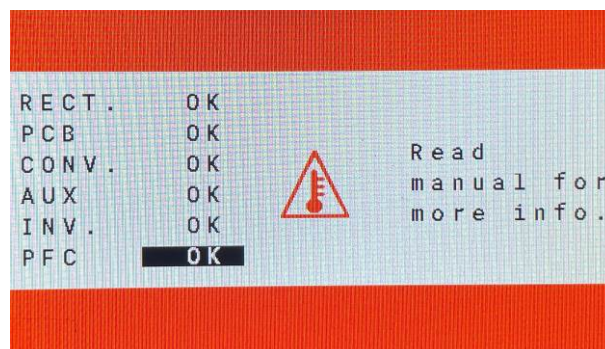 RECT. OK
PCB OK
CONV. OK
AUX OK
INV. OK
PFC OK
Read
manual for
more info.